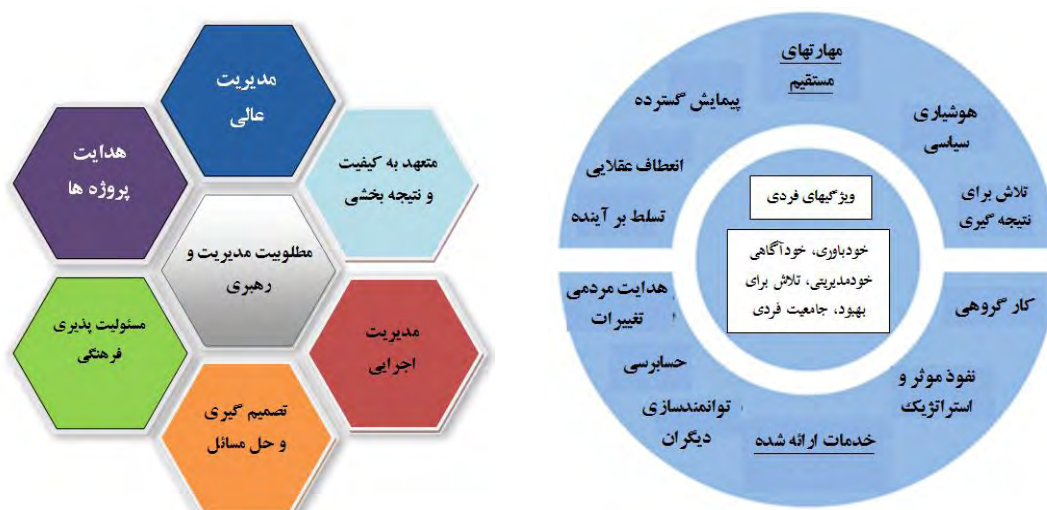 مدیریت
عالی
هدایت
پروژه ها
متعهد به کیفیت
و نتیجه بخشی
مطلوبیت مدیریت و
رهبری
مسئولیت پذیری
فرهنگی
مدیریت
اجرایی
تصمیم گیری
و حل مسائل
مهارتهای
مستقیم
پیمایش گسترده
هوشیاری
سیاسی
انعطاف عقلایی
تلاش برای
نتیجه گیری
تسلط بر آینده
ویژگیهای فردی
خودباوری، خودآگاهی
خودمدیریتی، تلاش برای
بهبود، جامعیت فردی
هدایت مردمی
تغییرات
کار گروهی
حسابرسی
نفوذ موثر و
استراتژیک
توانمندسازی
دیگران
خدمات ارائه شده